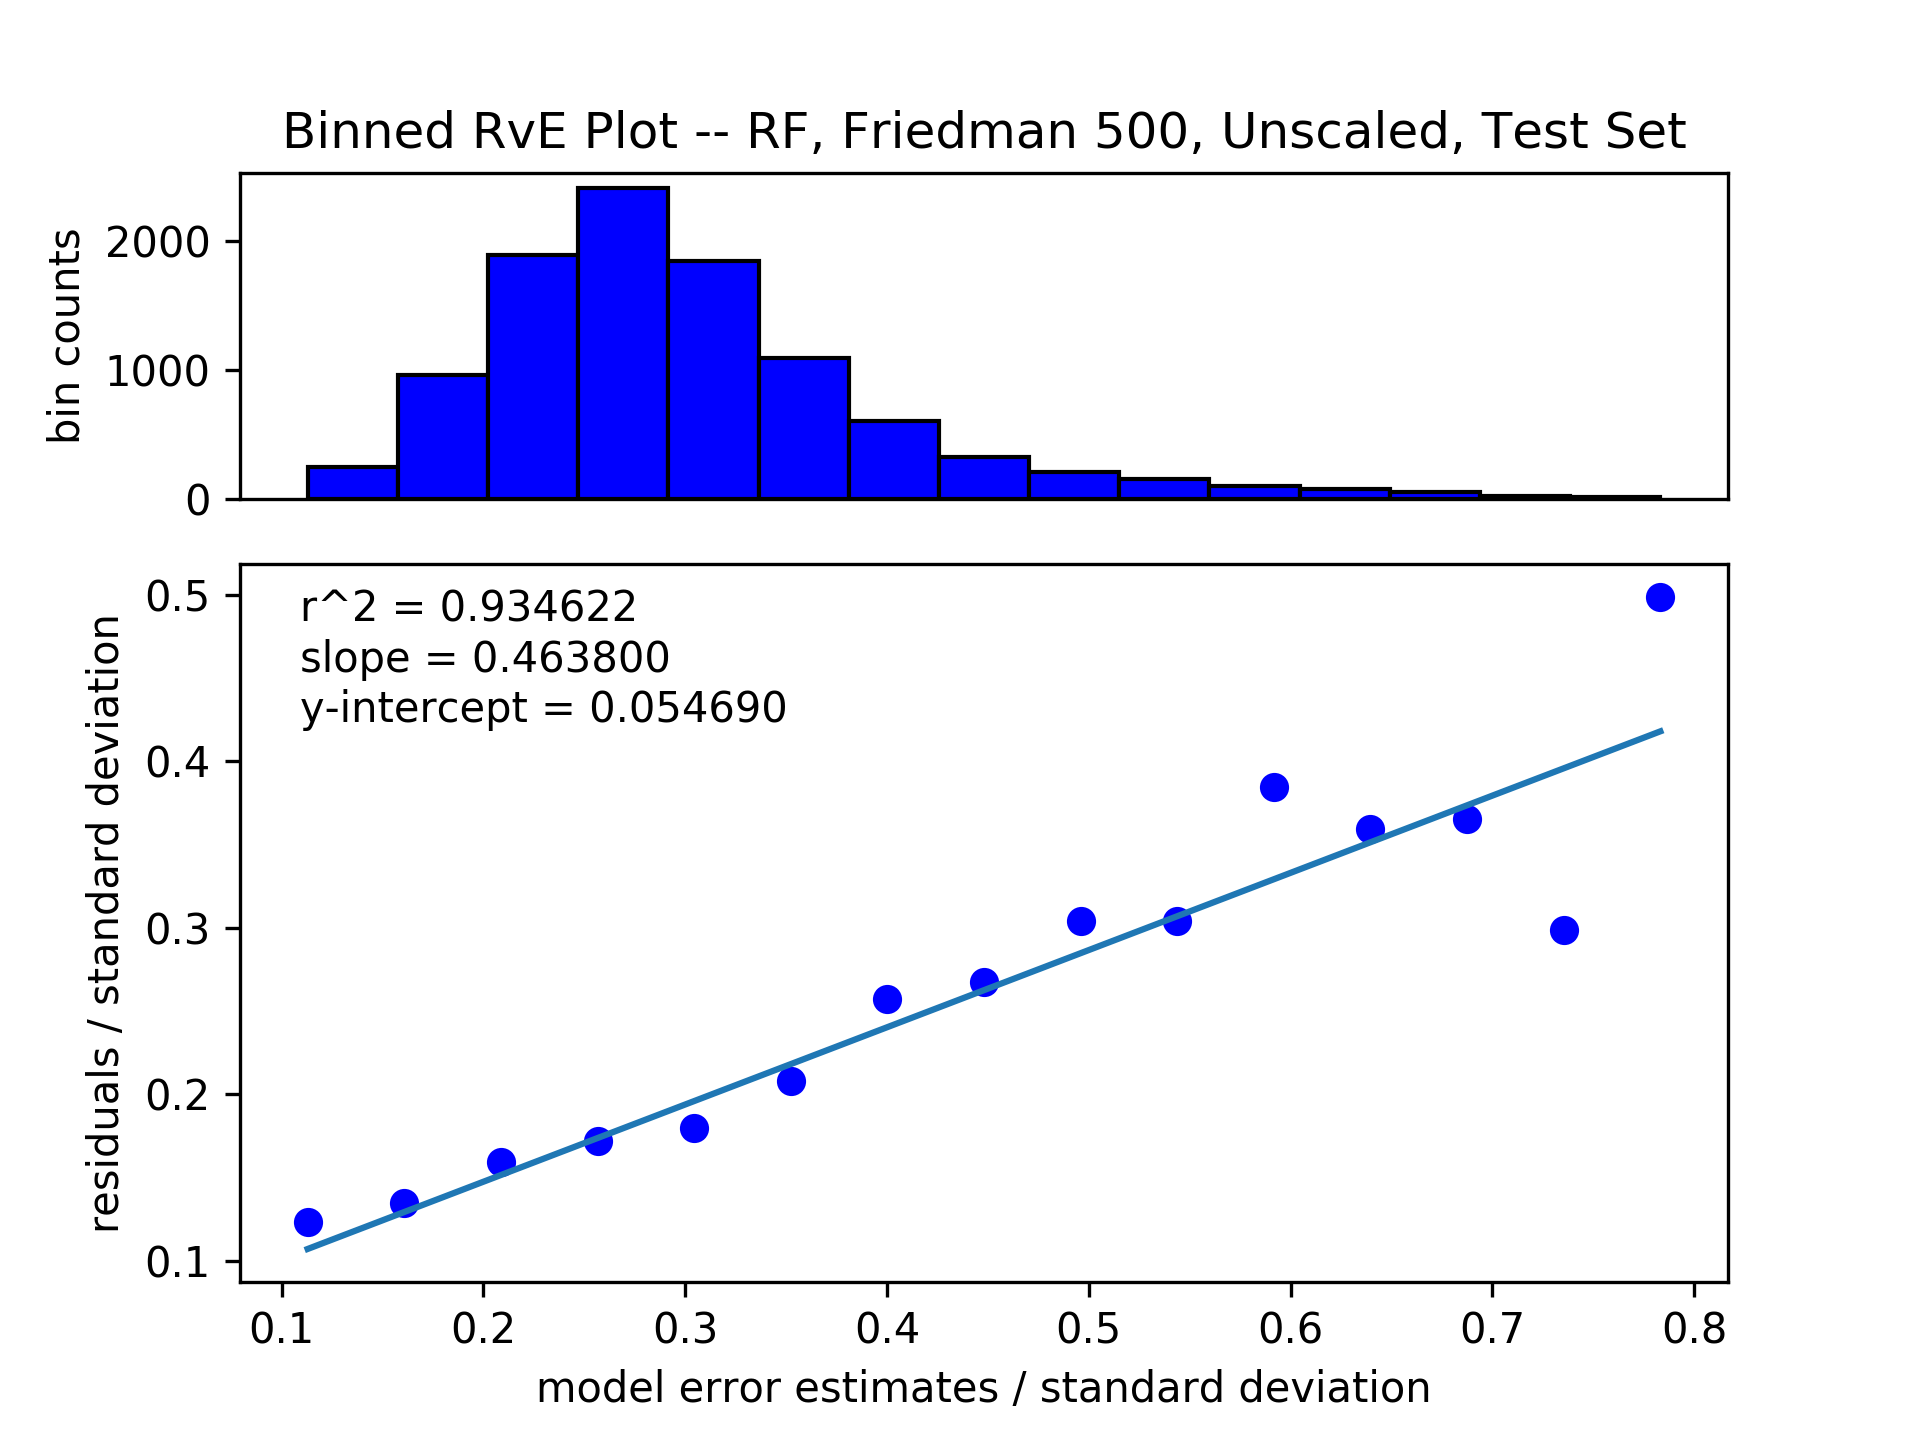 Binned RvE Plot -- RF, Friedman 500, Unscaled, Test Set
bin counts
2000
1000
0
residuals / standard deviation
0.5
0.4
0.3
0.2
0.1
r^2 = 0.934622
slope = 0.463800
y-intercept = 0.054690
0.1 0.2 0.3 0.4 0.5 0.6 0.7 0.8
model error estimates / standard deviation